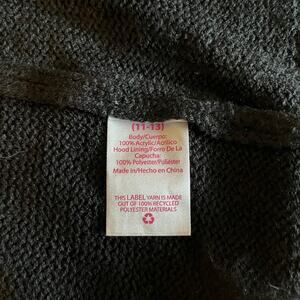 (11-13)
Body/Cuerpo:
100% Acrylic/Acrílico
Hood Lining/Forro De La
Capucha:
100% Polyester/Poliéster
Made in/Hecho en China
THIS LABEL YARN IS MADE
OUT OF 100% RECYCLED
POLYESTER MATERIALS